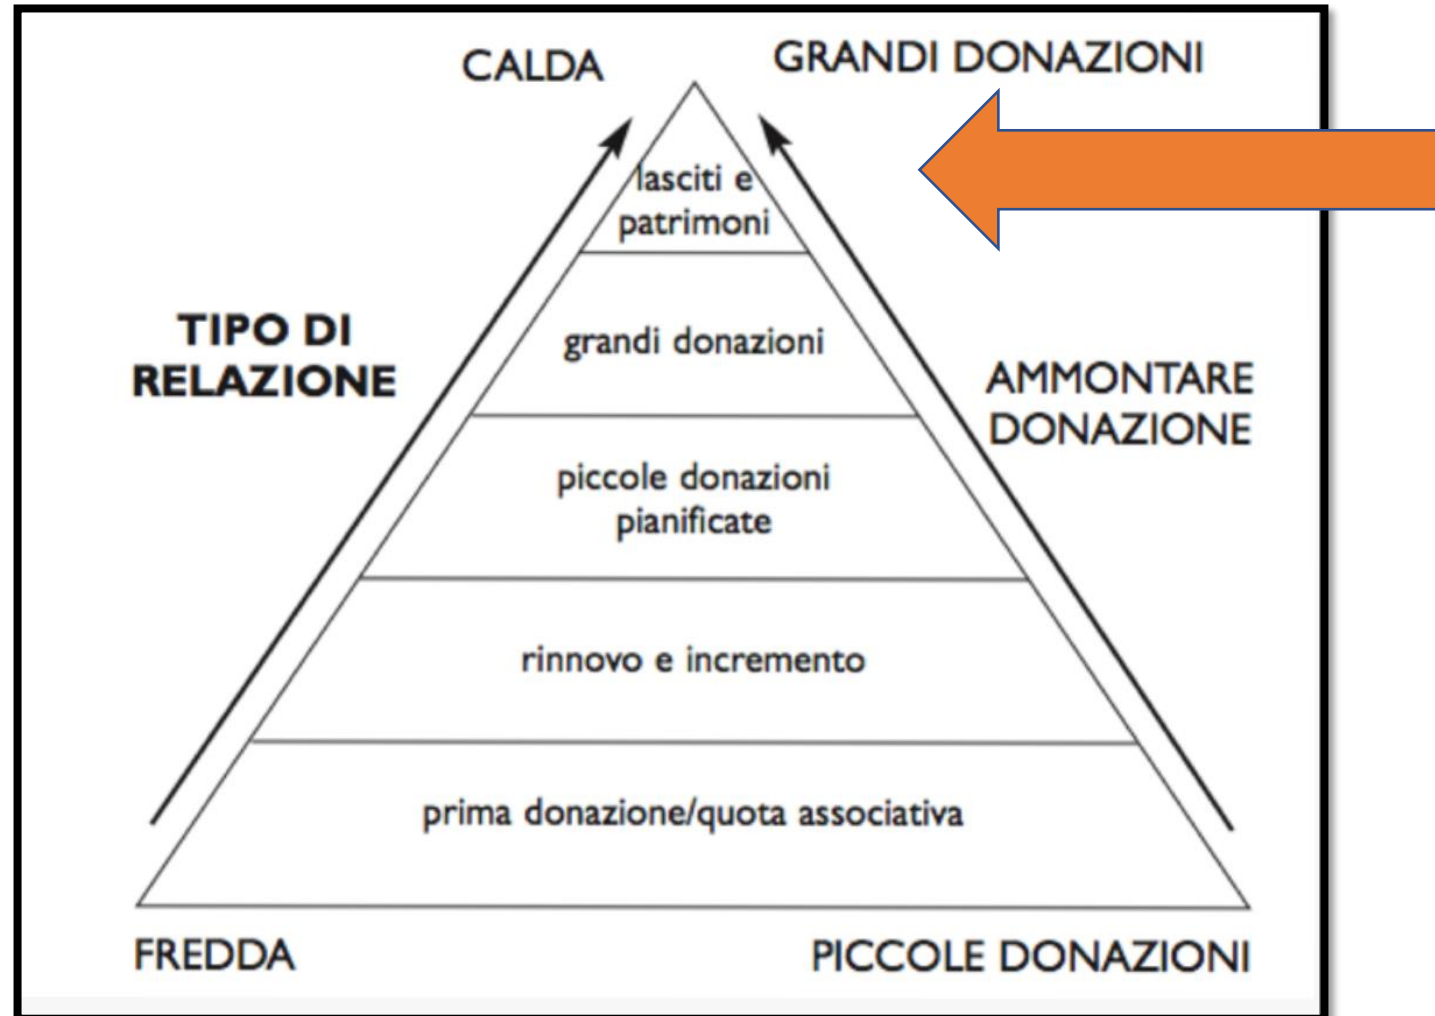 CALDA
GRANDI DONAZIONI
lasciti e
patrimoni
grandi donazioni
TIPO DI
RELAZIONE
AMMONTARE
DONAZIONE
piccole donazioni
pianificate
rinnovo e incremento
prima donazione/quota associativa
FREDDA
PICCOLE DONAZIONI